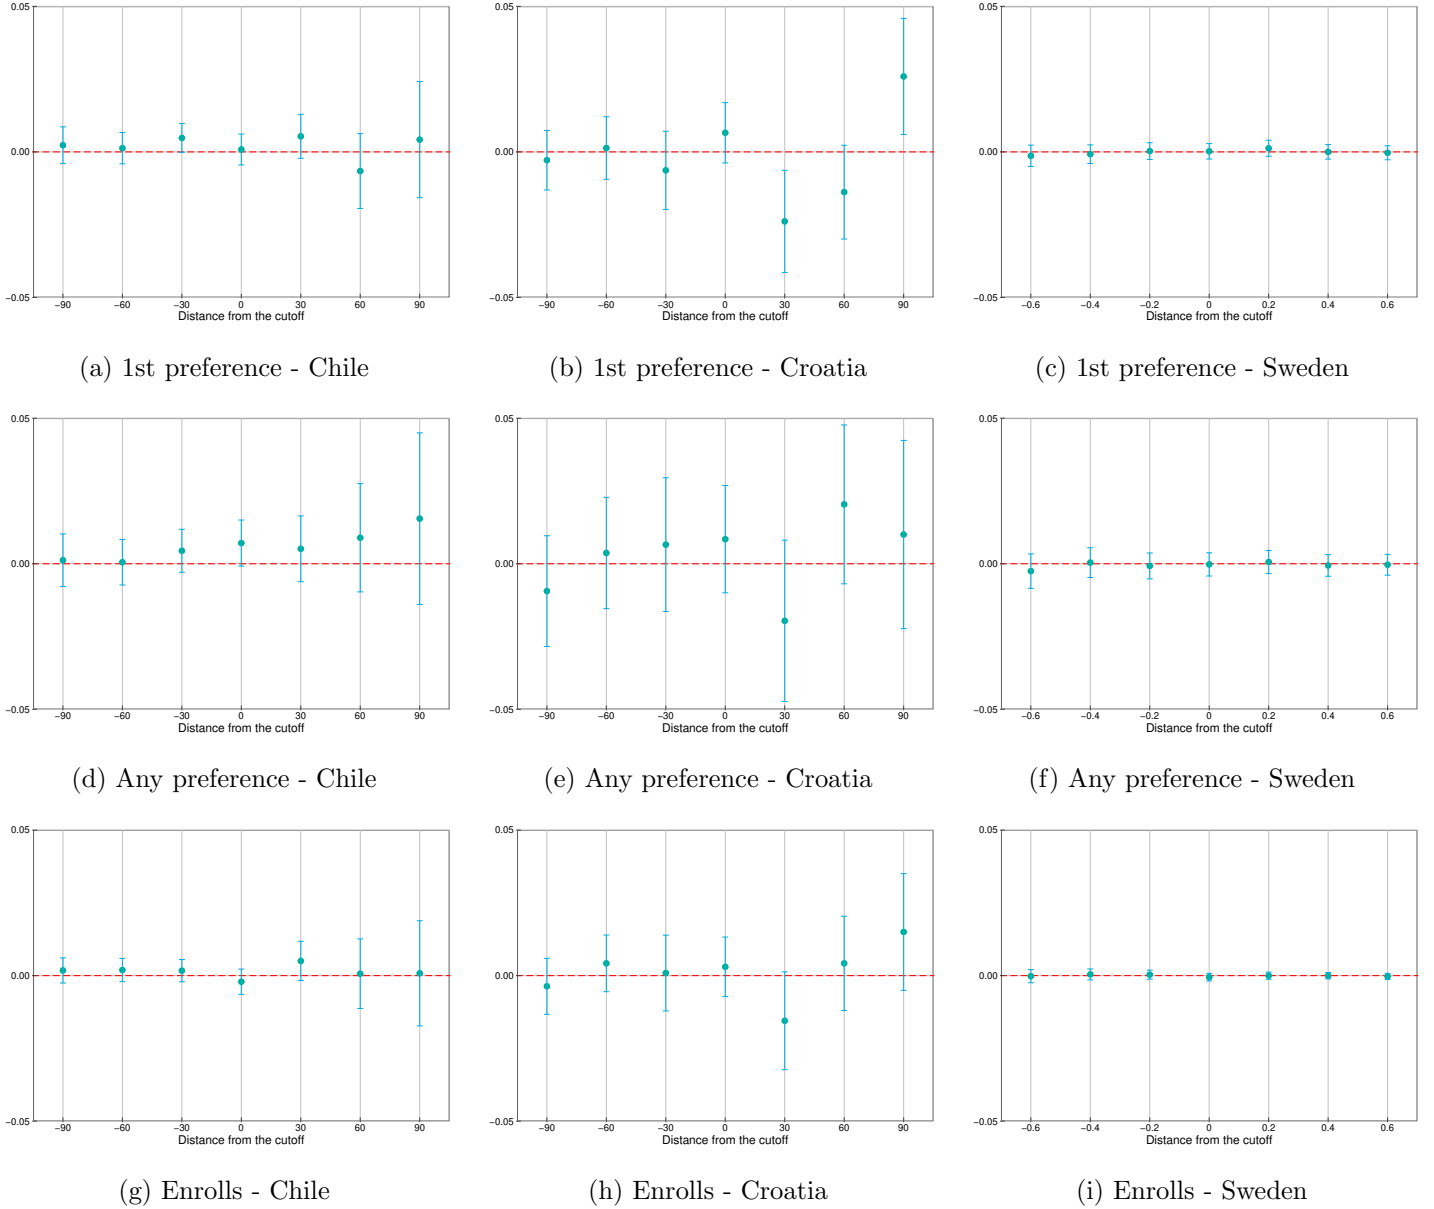 0.05
0.00
−0.05
−90 −60 −30 0 30 60 90
Distance from the cutoff
(a) 1st preference - Chile
0.05
0.00
−0.05
−90 −60 −30 0 30 60 90
Distance from the cutoff
(b) 1st preference - Croatia
0.05
0.00
−0.05
−0.6 −0.4 −0.2 0 0.2 0.4 0.6
Distance from the cutoff
(c) 1st preference - Sweden
0.05
0.00
−0.05
−90 −60 −30 0 30 60 90
Distance from the cutoff
(d) Any preference - Chile
0.05
0.00
−0.05
−90 −60 −30 0 30 60 90
Distance from the cutoff
(e) Any preference - Croatia
0.05
0.00
−0.05
−0.6 −0.4 −0.2 0 0.2 0.4 0.6
Distance from the cutoff
(f) Any preference - Sweden
0.05
0.00
−0.05
−90 −60 −30 0 30 60 90
Distance from the cutoff
(g) Enrolls - Chile
0.05
0.00
−0.05
−90 −60 −30 0 30 60 90
Distance from the cutoff
(h) Enrolls - Croatia
0.05
0.00
−0.05
−0.6 −0.4 −0.2 0 0.2 0.4 0.6
Distance from the cutoff
(i) Enrolls - Sweden